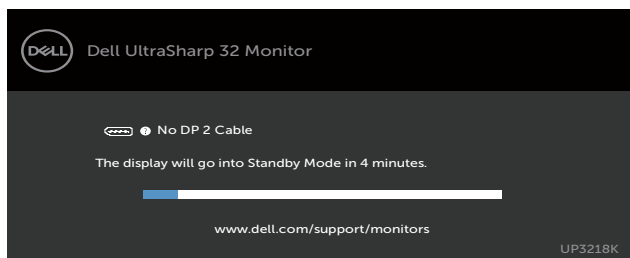 DELL Dell UltraSharp 32 Monitor
? No DP 2 Cable
The display will go into Standby Mode in 4 minutes.
www.dell.com/support/monitors
UP3218K